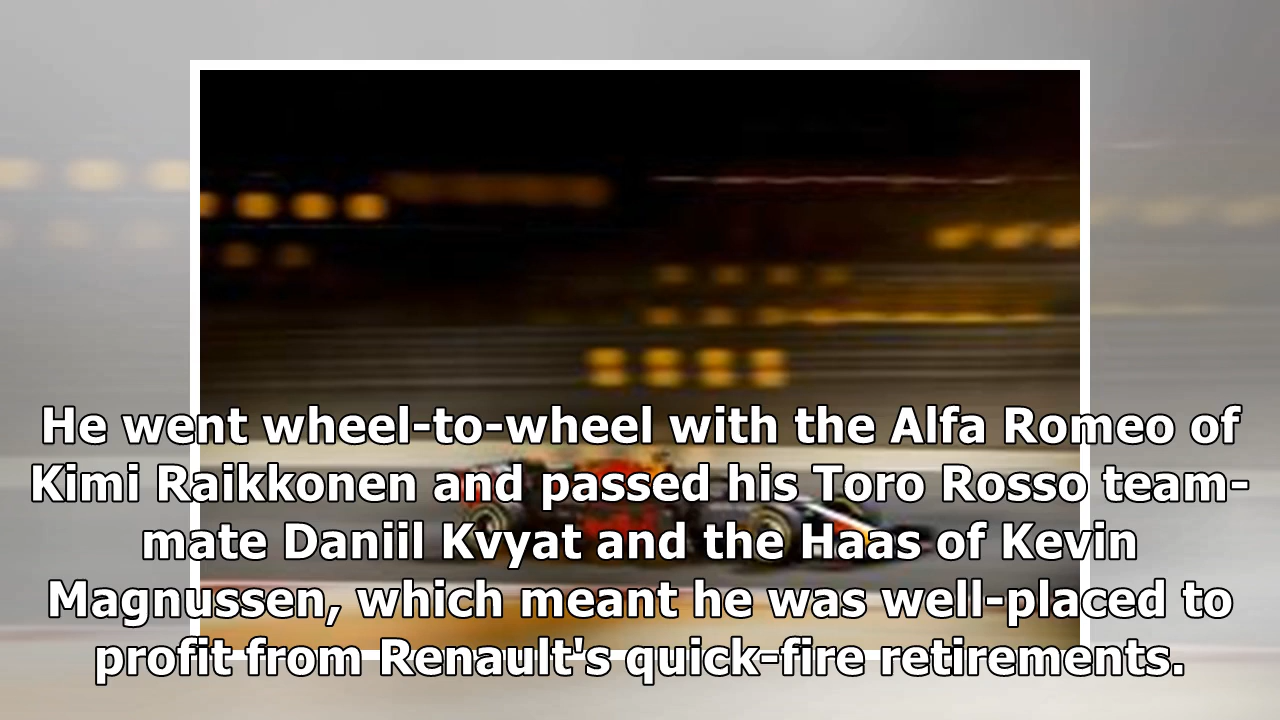 He went wheel-to-wheel with the Alfa Romeo of
Kimi Raikkonen and passed his Toro Rosso team-
mate Daniil Kvyat and the Haas of Kevin
Magnussen, which meant he was well-placed to
profit from Renault's quick-fire retirements.